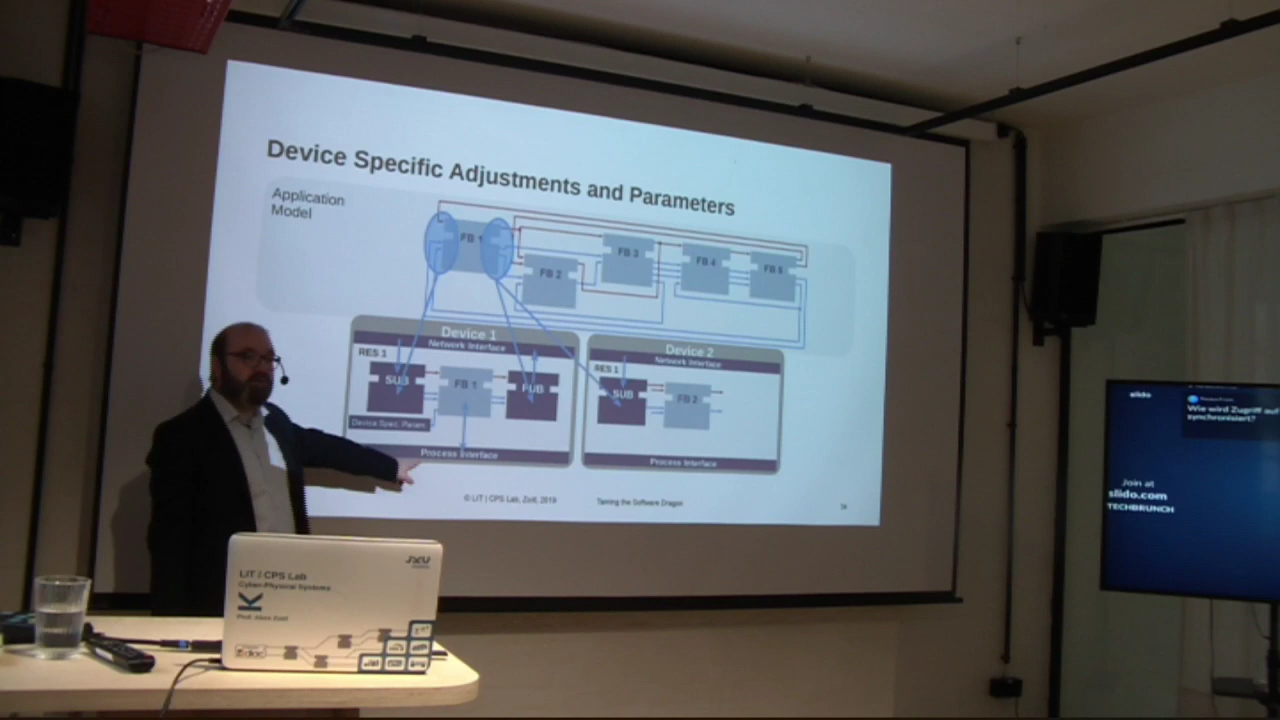 Device Specific Adjustments and Parameters
Application
Model
FB 1
FB 2
FB 3
FB 4
FB 5
Device 1
Network Interface
RES 1
SUB
FB 1
PUB
Device Spec. Param.
Process Interface
Device 2
Network Interface
RES 1
SUB
FB 2
Process Interface
© LIT | CPS Lab, Zoitl, 2019
Taming the Software Dragon
slido
Wie wird Zugriff auf
synchronisiert?
Join at
slido.com
TECHBRUNCH
JYU
LIT | CPS Lab
Cyber-Physical Systems
4diac